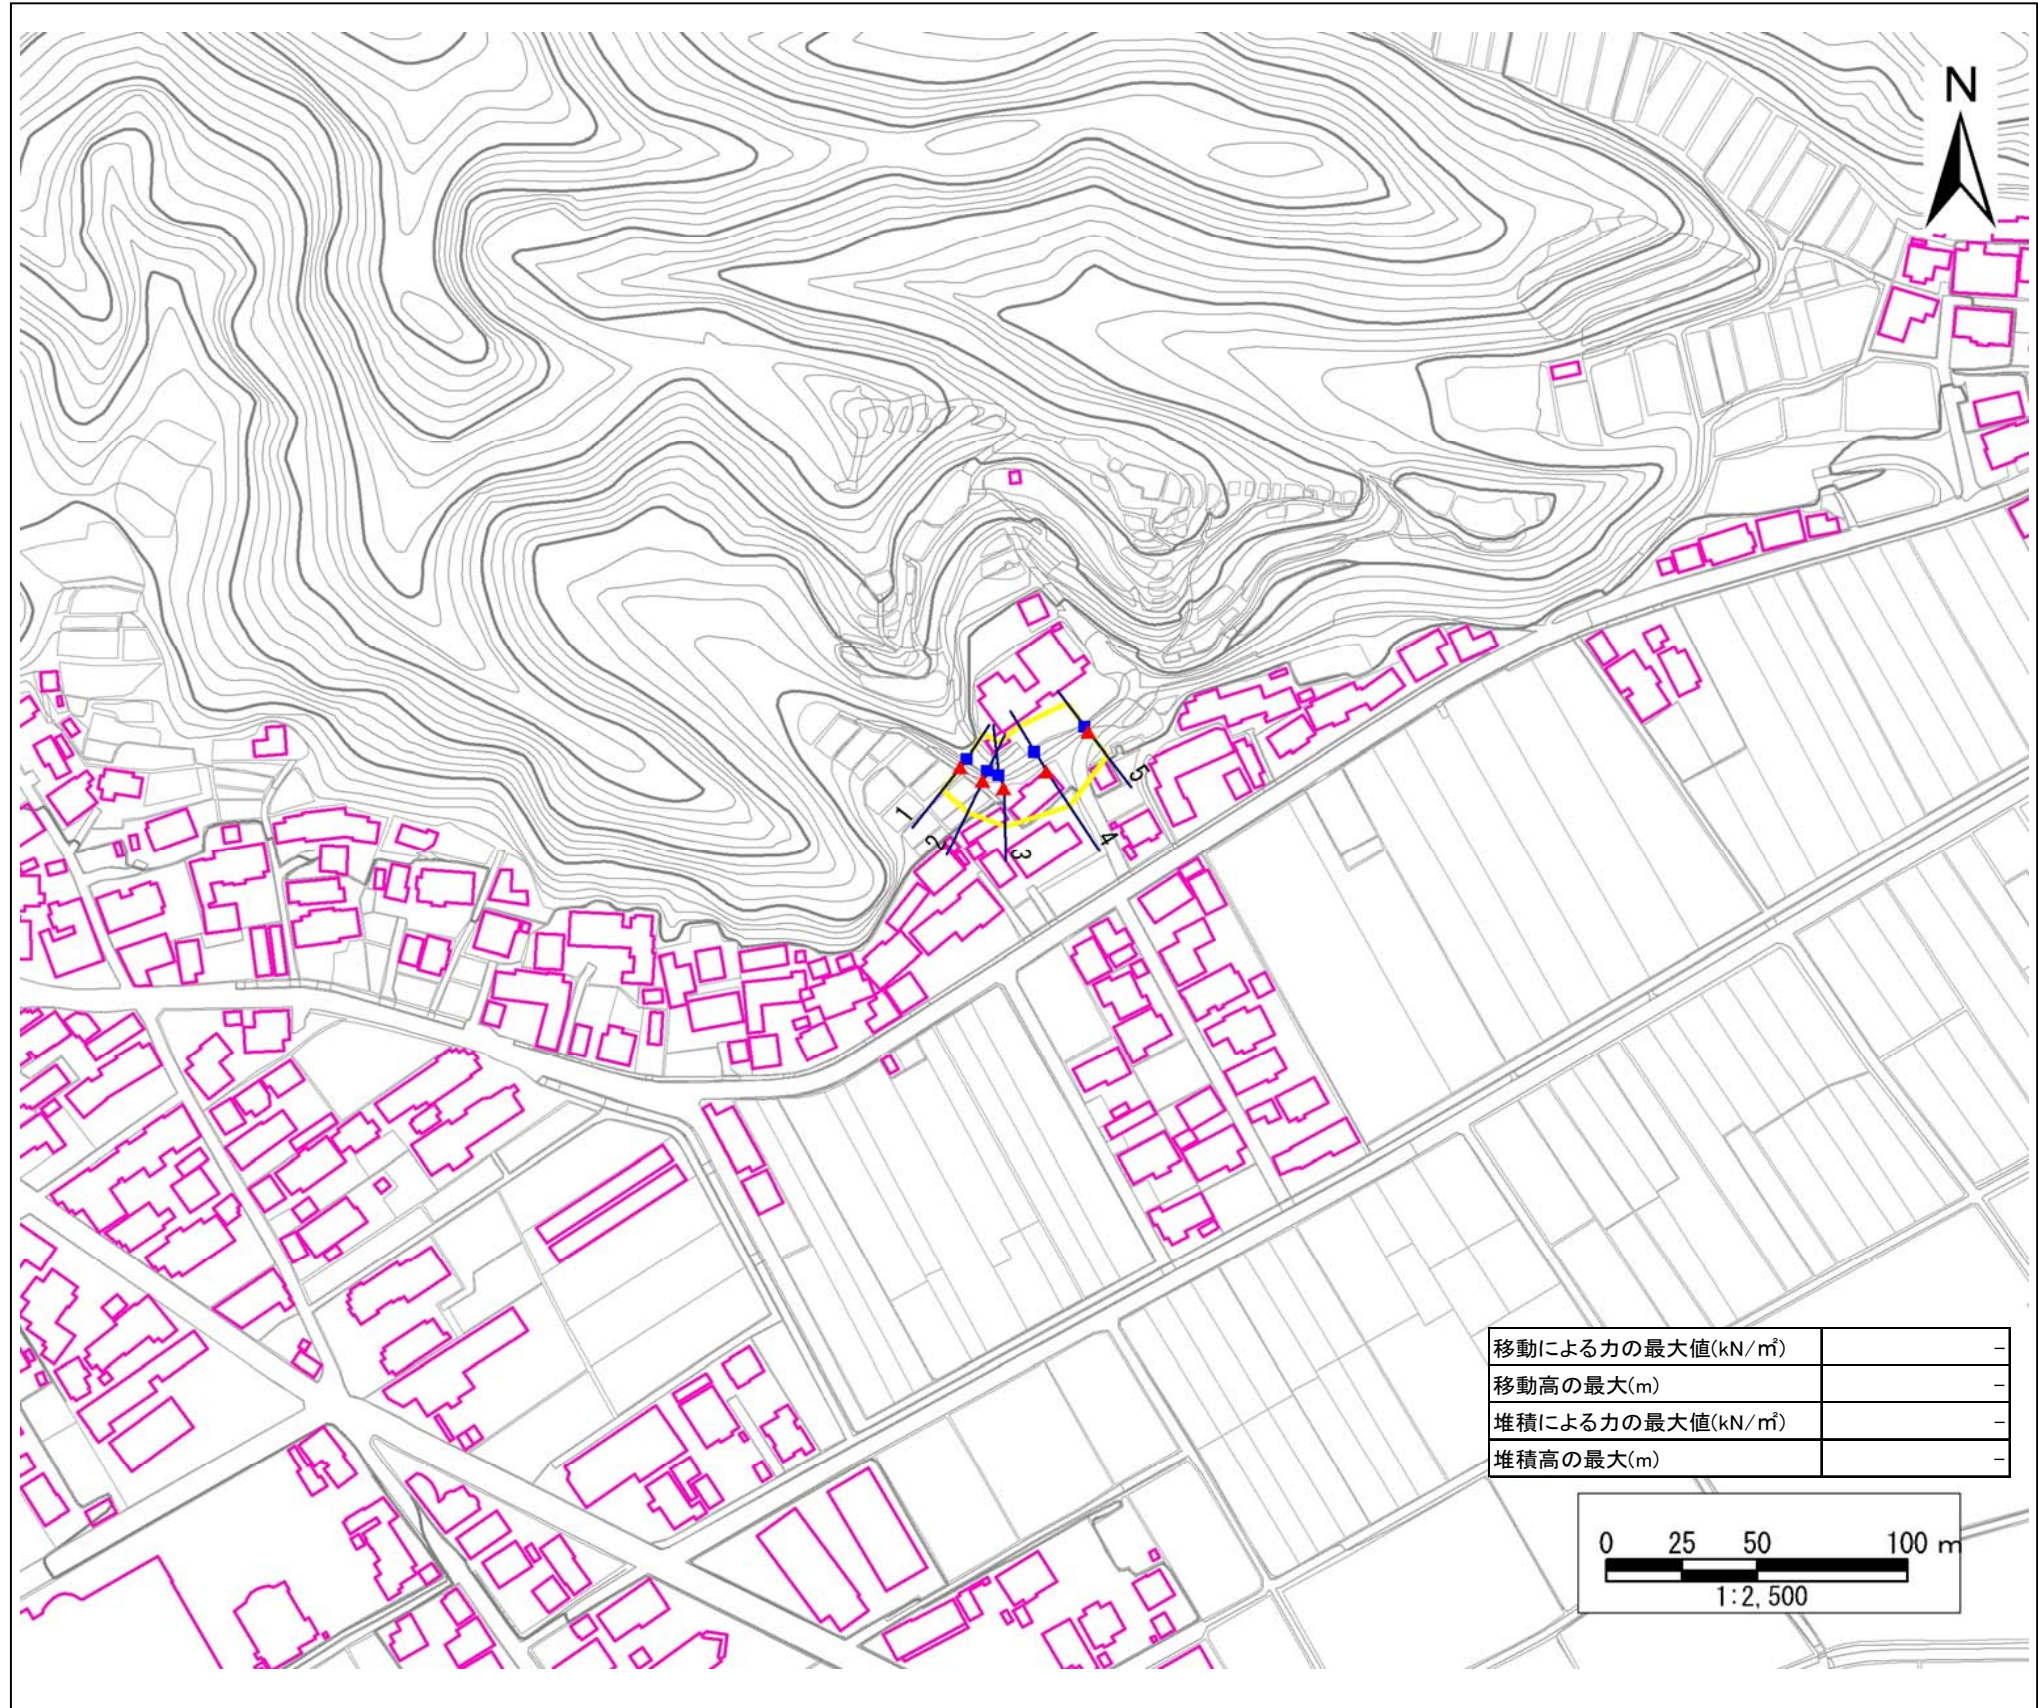 N
1
2
3
4
5
移動による力の最大値(kN/㎡) －
移動高の最大(m) －
堆積による力の最大値(kN/㎡) －
堆積高の最大(m) －
0 25 50 100 m
1:2,500